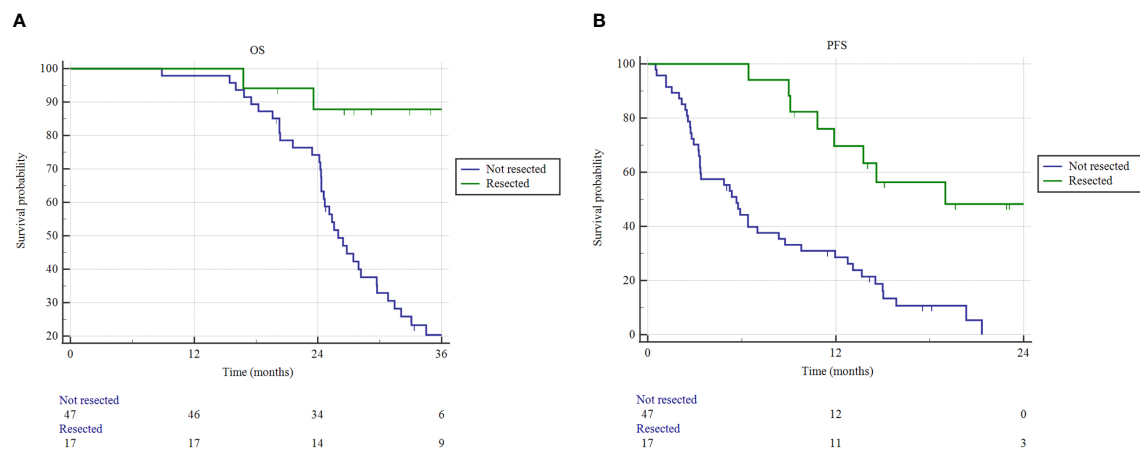 A
OS
100
90
80
70
60
50
40
30
20
Survival probability
0 12 24 36
Time (months)
Not resected
Resected
Not resected
47 46 34 6
Resected
17 17 14 9
B
PFS
100
80
60
40
20
0
Survival probability
0 12 24
Time (months)
Not resected
Resected
Not resected
47 12 0
Resected
17 11 3